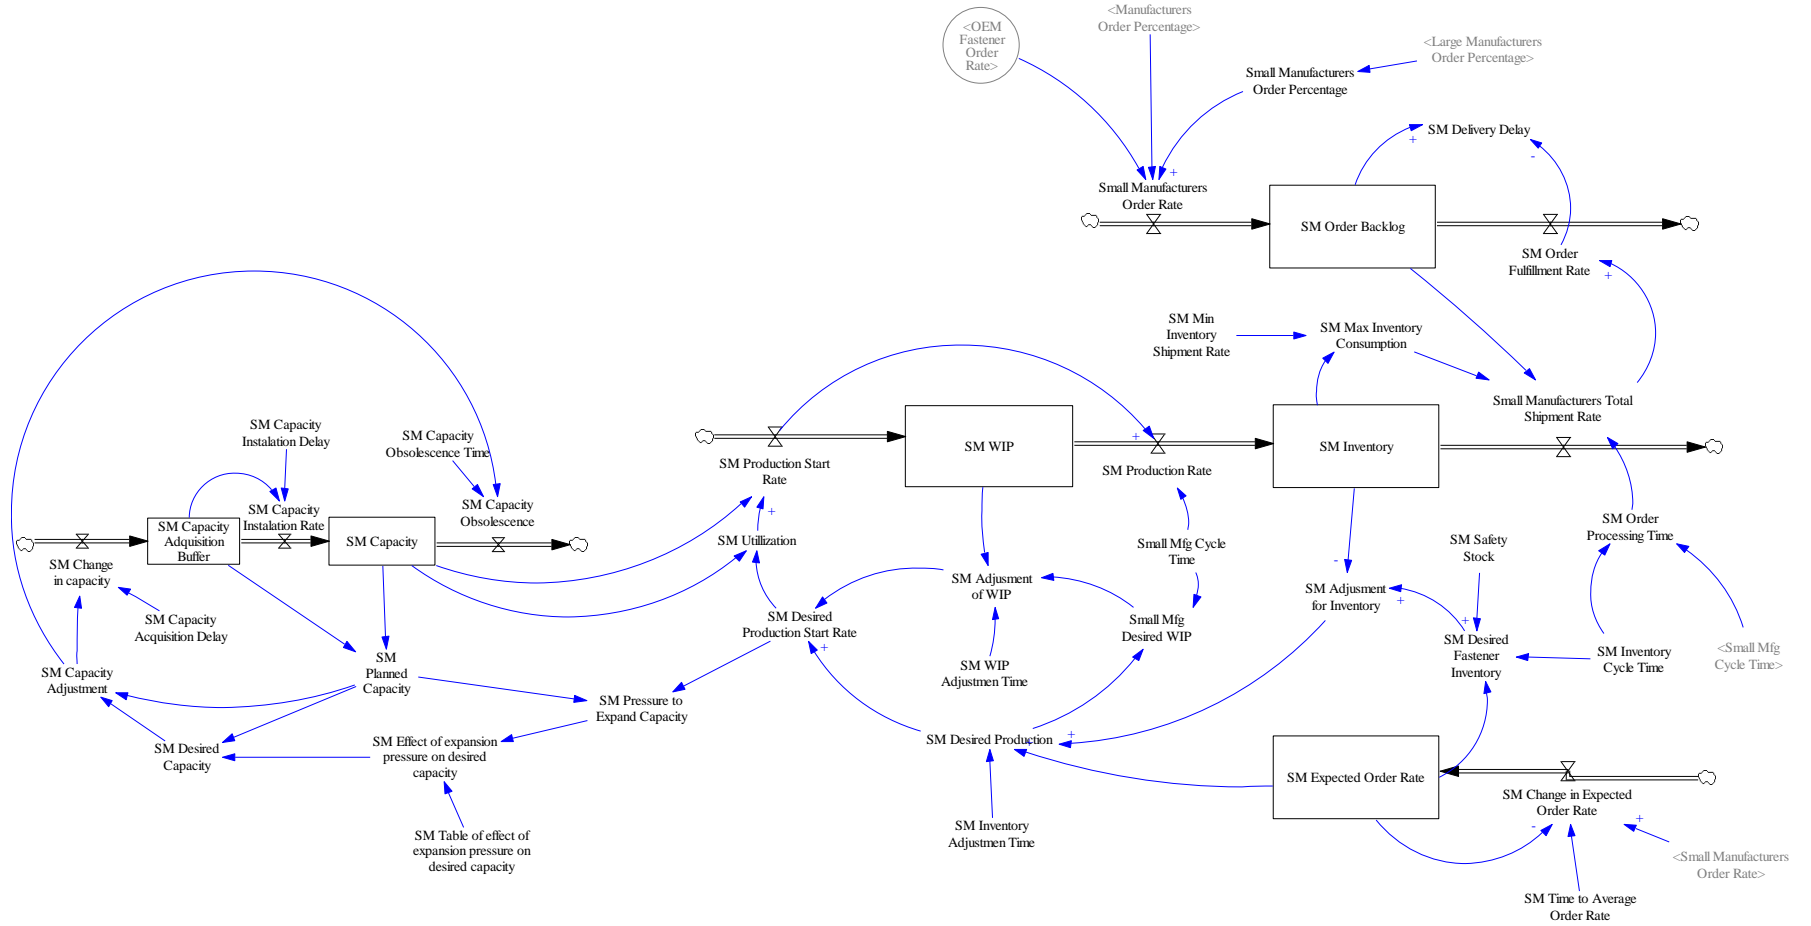 <OEM
Fastener
Order
Rate>
<Manufacturers
Order Percentage>
<Large Manufacturers
Order Percentage>
Small Manufacturers
Order Percentage
SM Delivery Delay
+
-
+
Small Manufacturers
Order Rate
SM Order Backlog
SM Order
Fulfillment Rate
+
SM Min
Inventory
Shipment Rate
SM Max Inventory
Consumption
Small Manufacturers Total
Shipment Rate
SM Capacity
Instalation Delay
SM Capacity
Obsolescence Time
SM WIP
+
SM Inventory
SM Production Start
Rate
SM Production Rate
SM Capacity
Instalation Rate
SM Capacity
Obsolescence
+
SM Capacity
Adqusition
Buffer
SM Capacity
SM Utillization
SM Order
Processing Time
Small Mfg Cycle
Time
SM Safety
Stock
-
SM Change
in capacity
SM Adjusment
of WIP
SM Adjusment
for Inventory
+
SM Capacity
Acquisition Delay
SM Desired
Production Start Rate
+
Small Mfg
Desired WIP
+
SM Desired
Fastener
Inventory
SM Inventory
Cycle Time
<Small Mfg
Cycle Time>
SM Capacity
Adjustment
SM
Planned
Capacity
SM WIP
Adjustmen Time
SM Pressure to
Expand Capacity
SM Desired
Capacity
SM Effect of expansion
pressure on desired
capacity
SM Desired Production
+
+
SM Expected Order Rate
SM Change in Expected
Order Rate
-
+
SM Table of effect of
expansion pressure on
desired capacity
SM Inventory
Adjustmen Time
<Small Manufacturers
Order Rate>
SM Time to Average
Order Rate